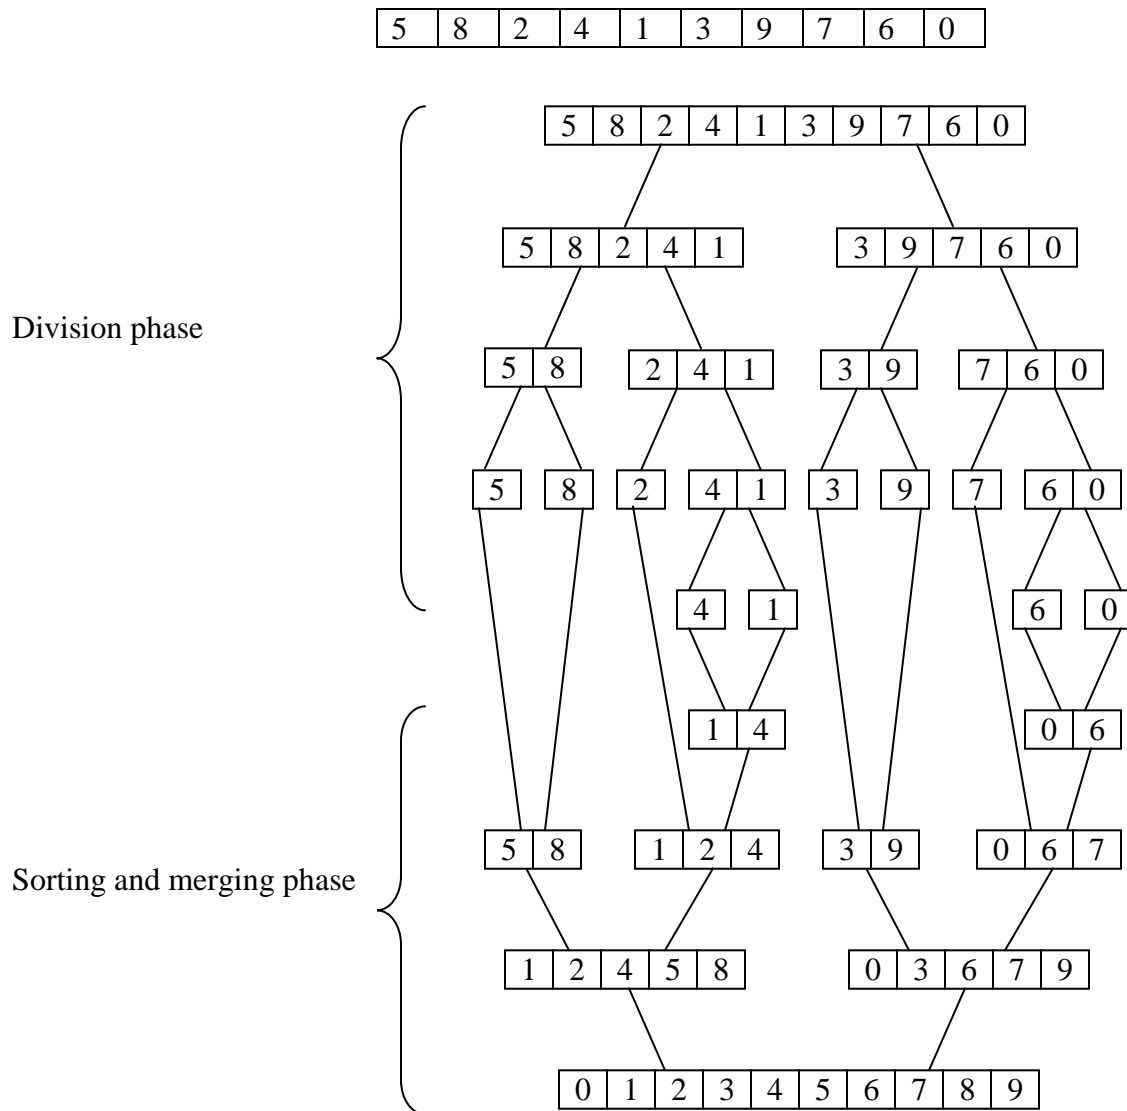 5 8 2 4 1 3 9 7 6 0
5 8 2 4 1 3 9 7 6 0
5 8 2 4 1 3 9 7 6 0
Division phase
5 8 2 4 1 3 9 7 6 0
5 8 2 4 1 3 9 7 6 0
4 1 6 0
1 4 0 6
5 8 1 2 4 3 9 0 6 7
Sorting and merging phase
1 2 4 5 8 0 3 6 7 9
0 1 2 3 4 5 6 7 8 9